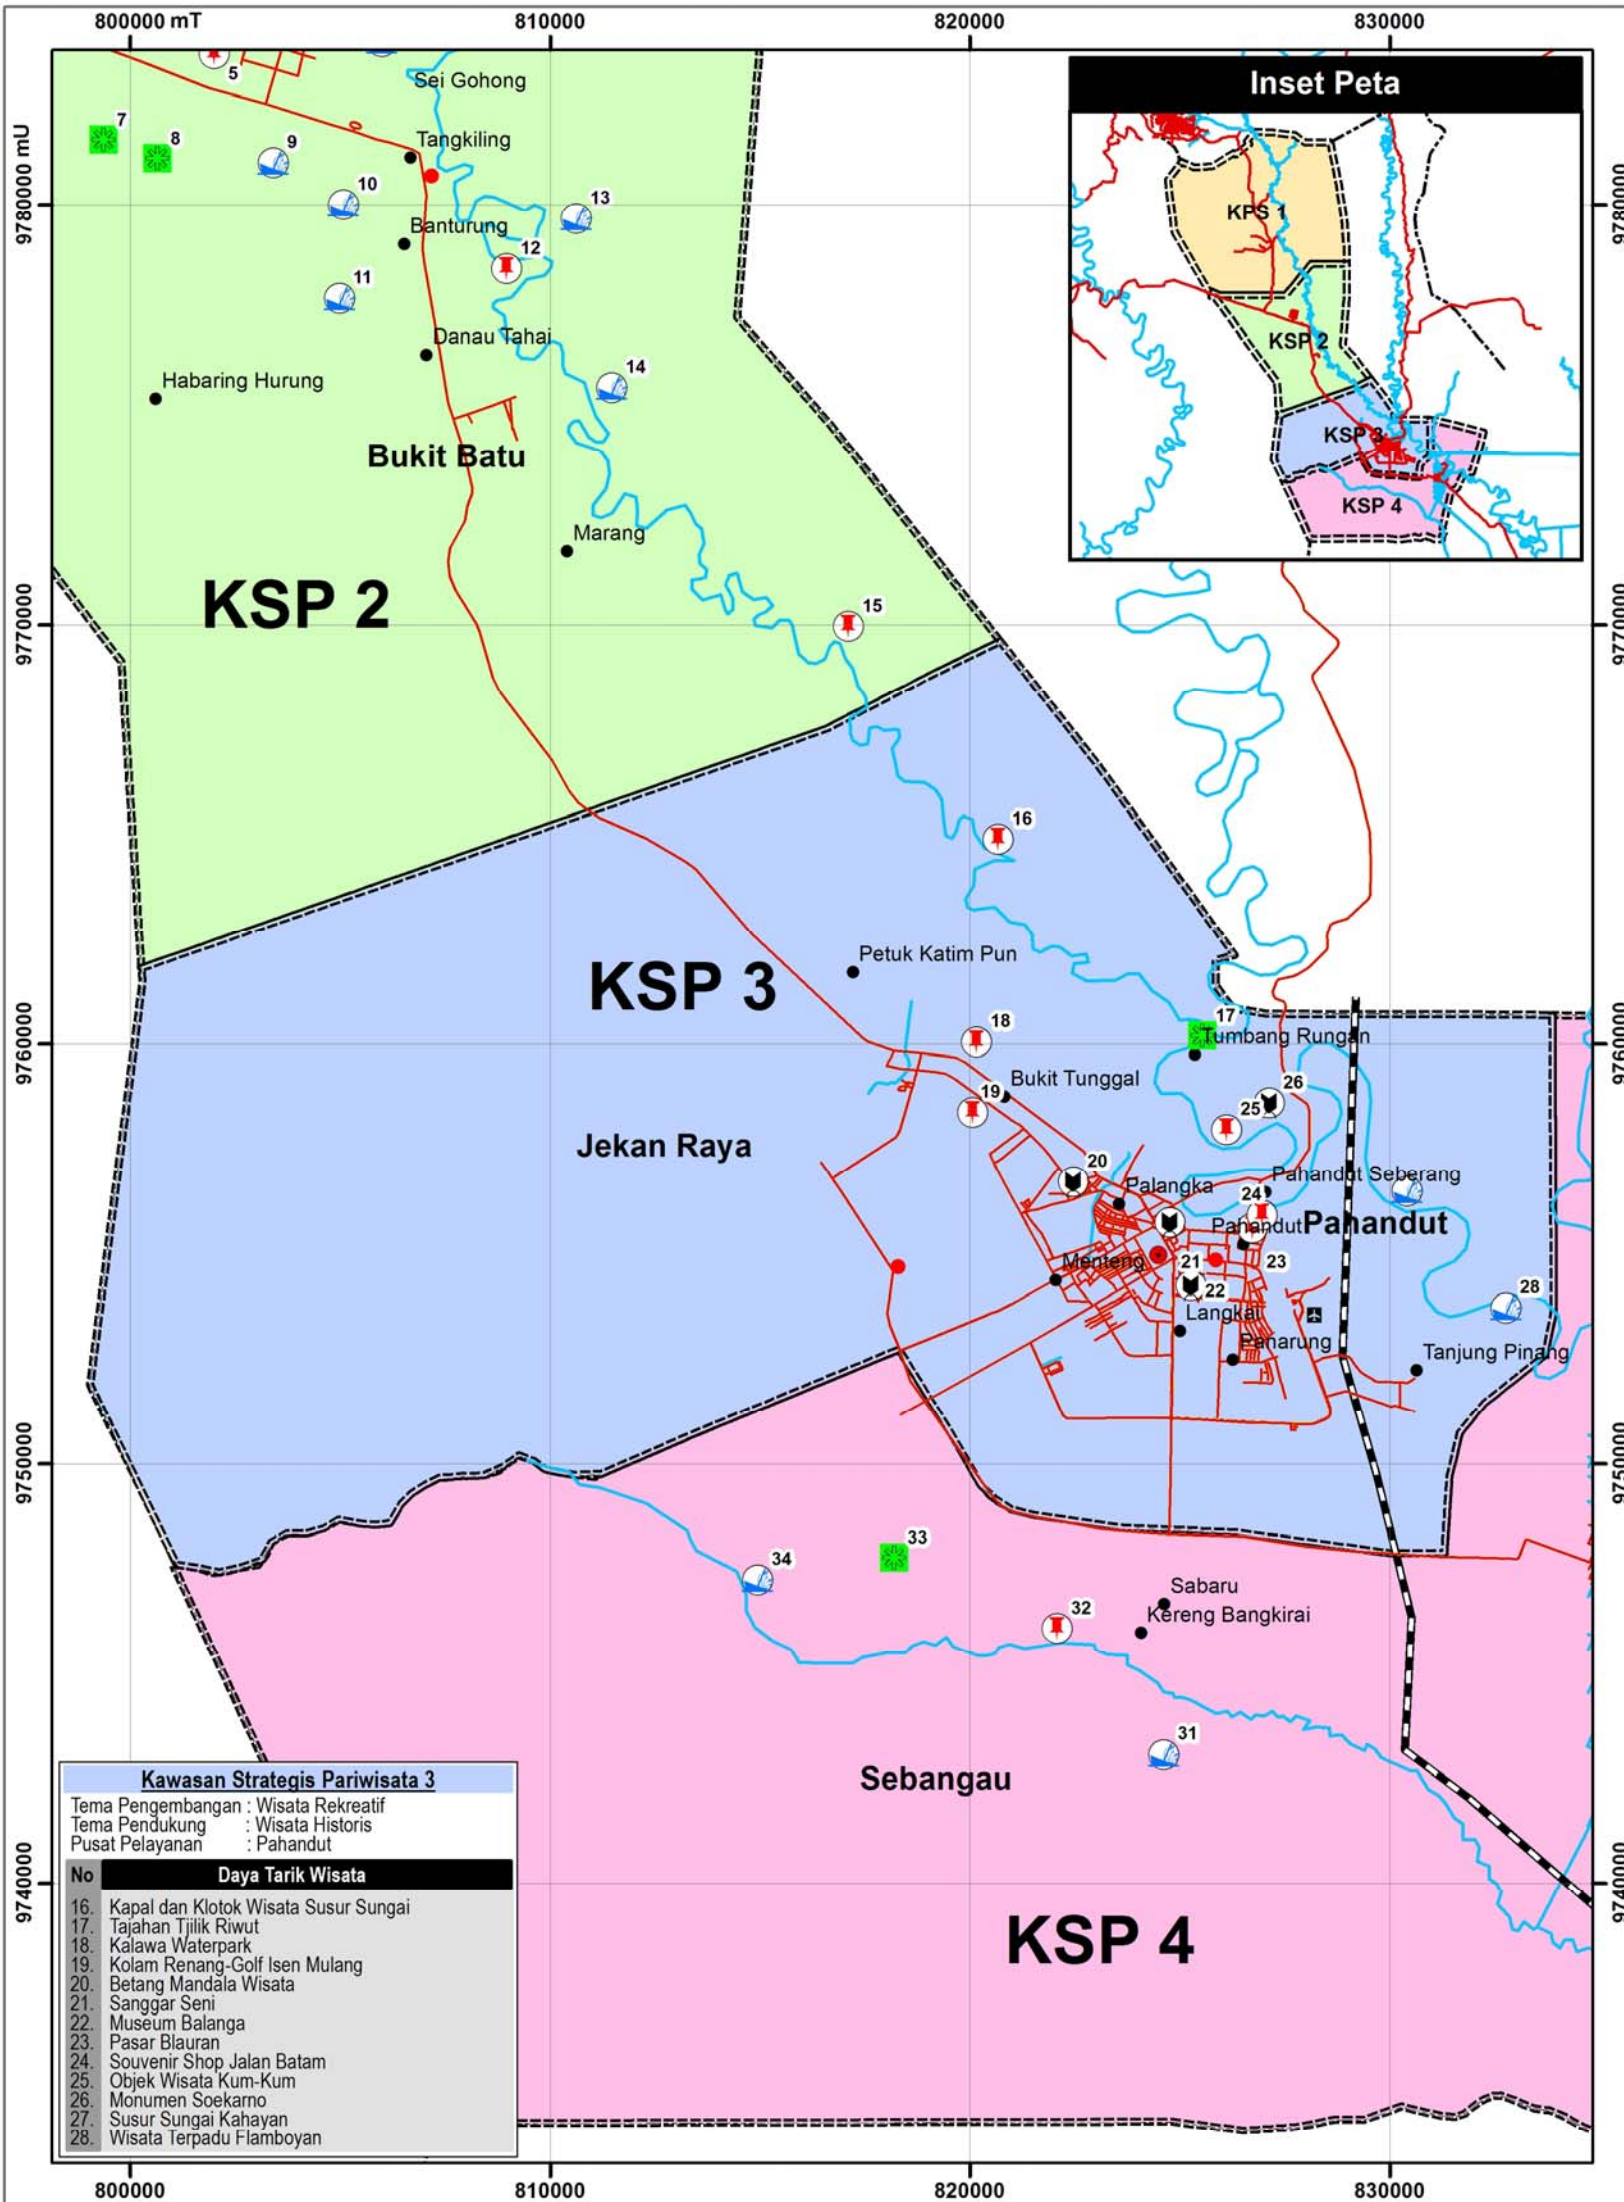 800000 mT
810000
820000
830000
Inset Peta
KPS 1
KSP 2
KSP 3
KSP 4
9780000 mU
9780000
9770000
9770000
9760000
9760000
9750000
9750000
9740000
9740000
5
Sei Gohong
7
8
9
Tangkiling
10
13
Banturung
12
11
Danau Tahai
14
Habaring Hurung
Bukit Batu
Marang
KSP 2
15
16
Petuk Katim Pun
KSP 3
18
17
Tumbang Rungan
Bukit Tunggal
19
26
25
Jekan Raya
20
Palangka
Pahandut Seberang
24
Pahandut
Pahandut
Menteng
21
23
22
28
Langkai
Panarung
Tanjung Pinang
33
34
Sabaru
32
Kereng Bangkirai
31
Sebangau
KSP 4
Kawasan Strategis Pariwisata 3
Tema Pengembangan : Wisata Rekreatif
Tema Pendukung : Wisata Historis
Pusat Pelayanan : Pahandut
No Daya Tarik Wisata
16. Kapal dan Klotok Wisata Susur Sungai
17. Tajahan Tjilik Riwut
18. Kalawa Waterpark
19. Kolam Renang-Golf Isen Mulang
20. Betang Mandala Wisata
21. Sanggar Seni
22. Museum Balanga
23. Pasar Blauran
24. Souvenir Shop Jalan Batam
25. Objek Wisata Kum-Kum
26. Monumen Soekarno
27. Susur Sungai Kahayan
28. Wisata Terpadu Flamboyan
800000
810000
820000
830000